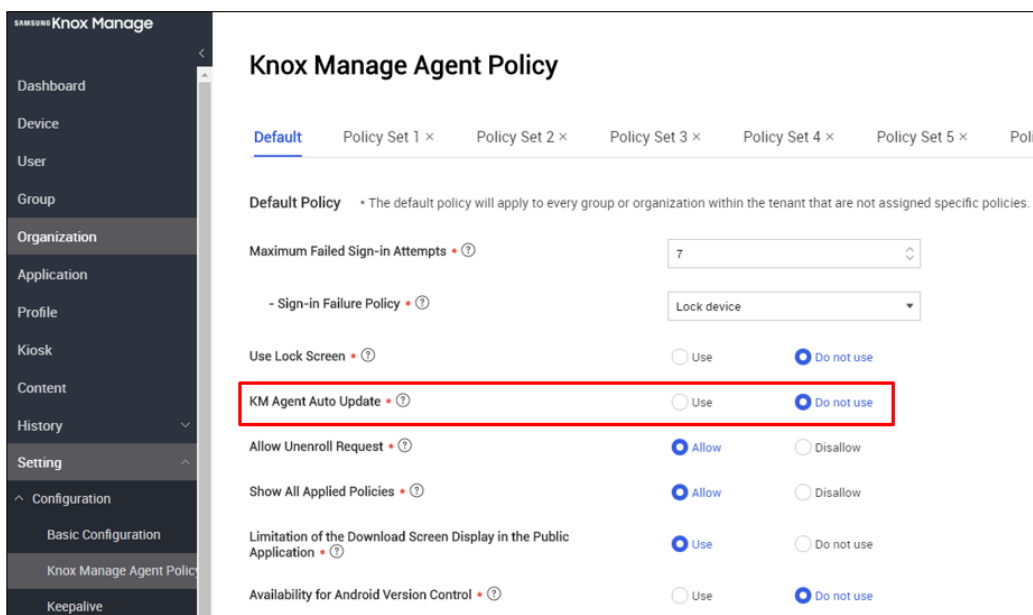 SAMSUNG Knox Manage
Dashboard
Device
User
Group
Organization
Application
Profile
Kiosk
Content
History
Setting
Configuration
Basic Configuration
Knox Manage Agent Policy
Keepalive
Knox Manage Agent Policy
Default Policy Set 1 × Policy Set 2 × Policy Set 3 × Policy Set 4 × Policy Set 5 × Poli
Default Policy * The default policy will apply to every group or organization within the tenant that are not assigned specific policies.
Maximum Failed Sign-in Attempts * ? 7
- Sign-in Failure Policy * ? Lock device
Use Lock Screen * ? Use Do not use
KM Agent Auto Update * ? Use Do not use
Allow Unenroll Request * ? Allow Disallow
Show All Applied Policies * ? Allow Disallow
Limitation of the Download Screen Display in the Public
Application * ? Use Do not use
Availability for Android Version Control * ? Use Do not use